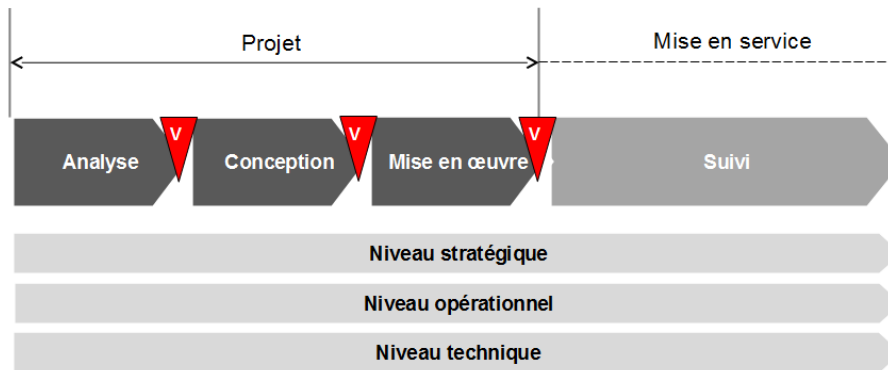 Projet
Mise en service
V
V
V
Analyse
Conception
Mise en œuvre
Suivi
Niveau stratégique
Niveau opérationnel
Niveau technique